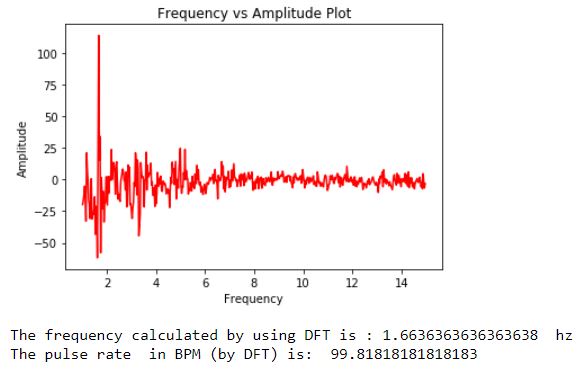 Frequency vs Amplitude Plot
100
75
50
25
0
−25
−50
Amplitude
2 4 6 8 10 12 14
Frequency
The frequency calculated by using DFT is : 1.6636363636363638 hz
The pulse rate in BPM (by DFT) is: 99.81818181818183